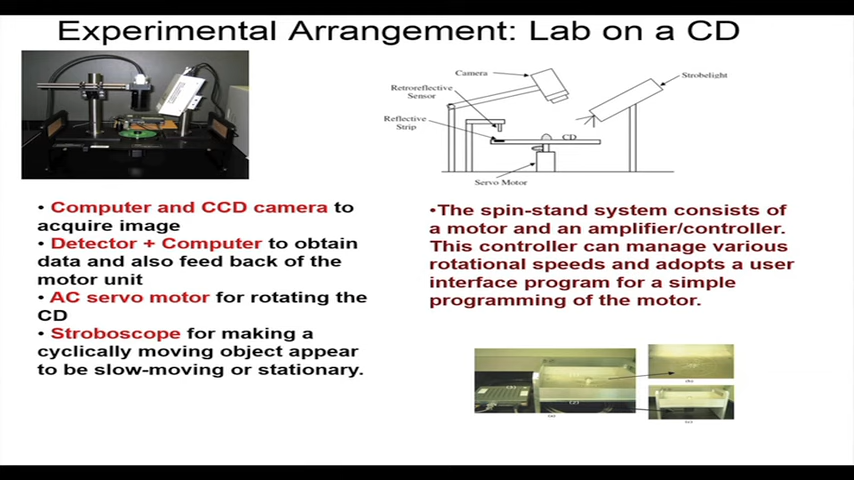 Experimental Arrangement: Lab on a CD
Camera
Strobelight
Retroreflective
Sensor
Reflective
Strip
CD
Servo Motor
• Computer and CCD camera to
acquire image
• Detector + Computer to obtain
data and also feed back of the
motor unit
• AC servo motor for rotating the
CD
• Stroboscope for making a
cyclically moving object appear
to be slow-moving or stationary.
•The spin-stand system consists of
a motor and an amplifier/controller.
This controller can manage various
rotational speeds and adopts a user
interface program for a simple
programming of the motor.